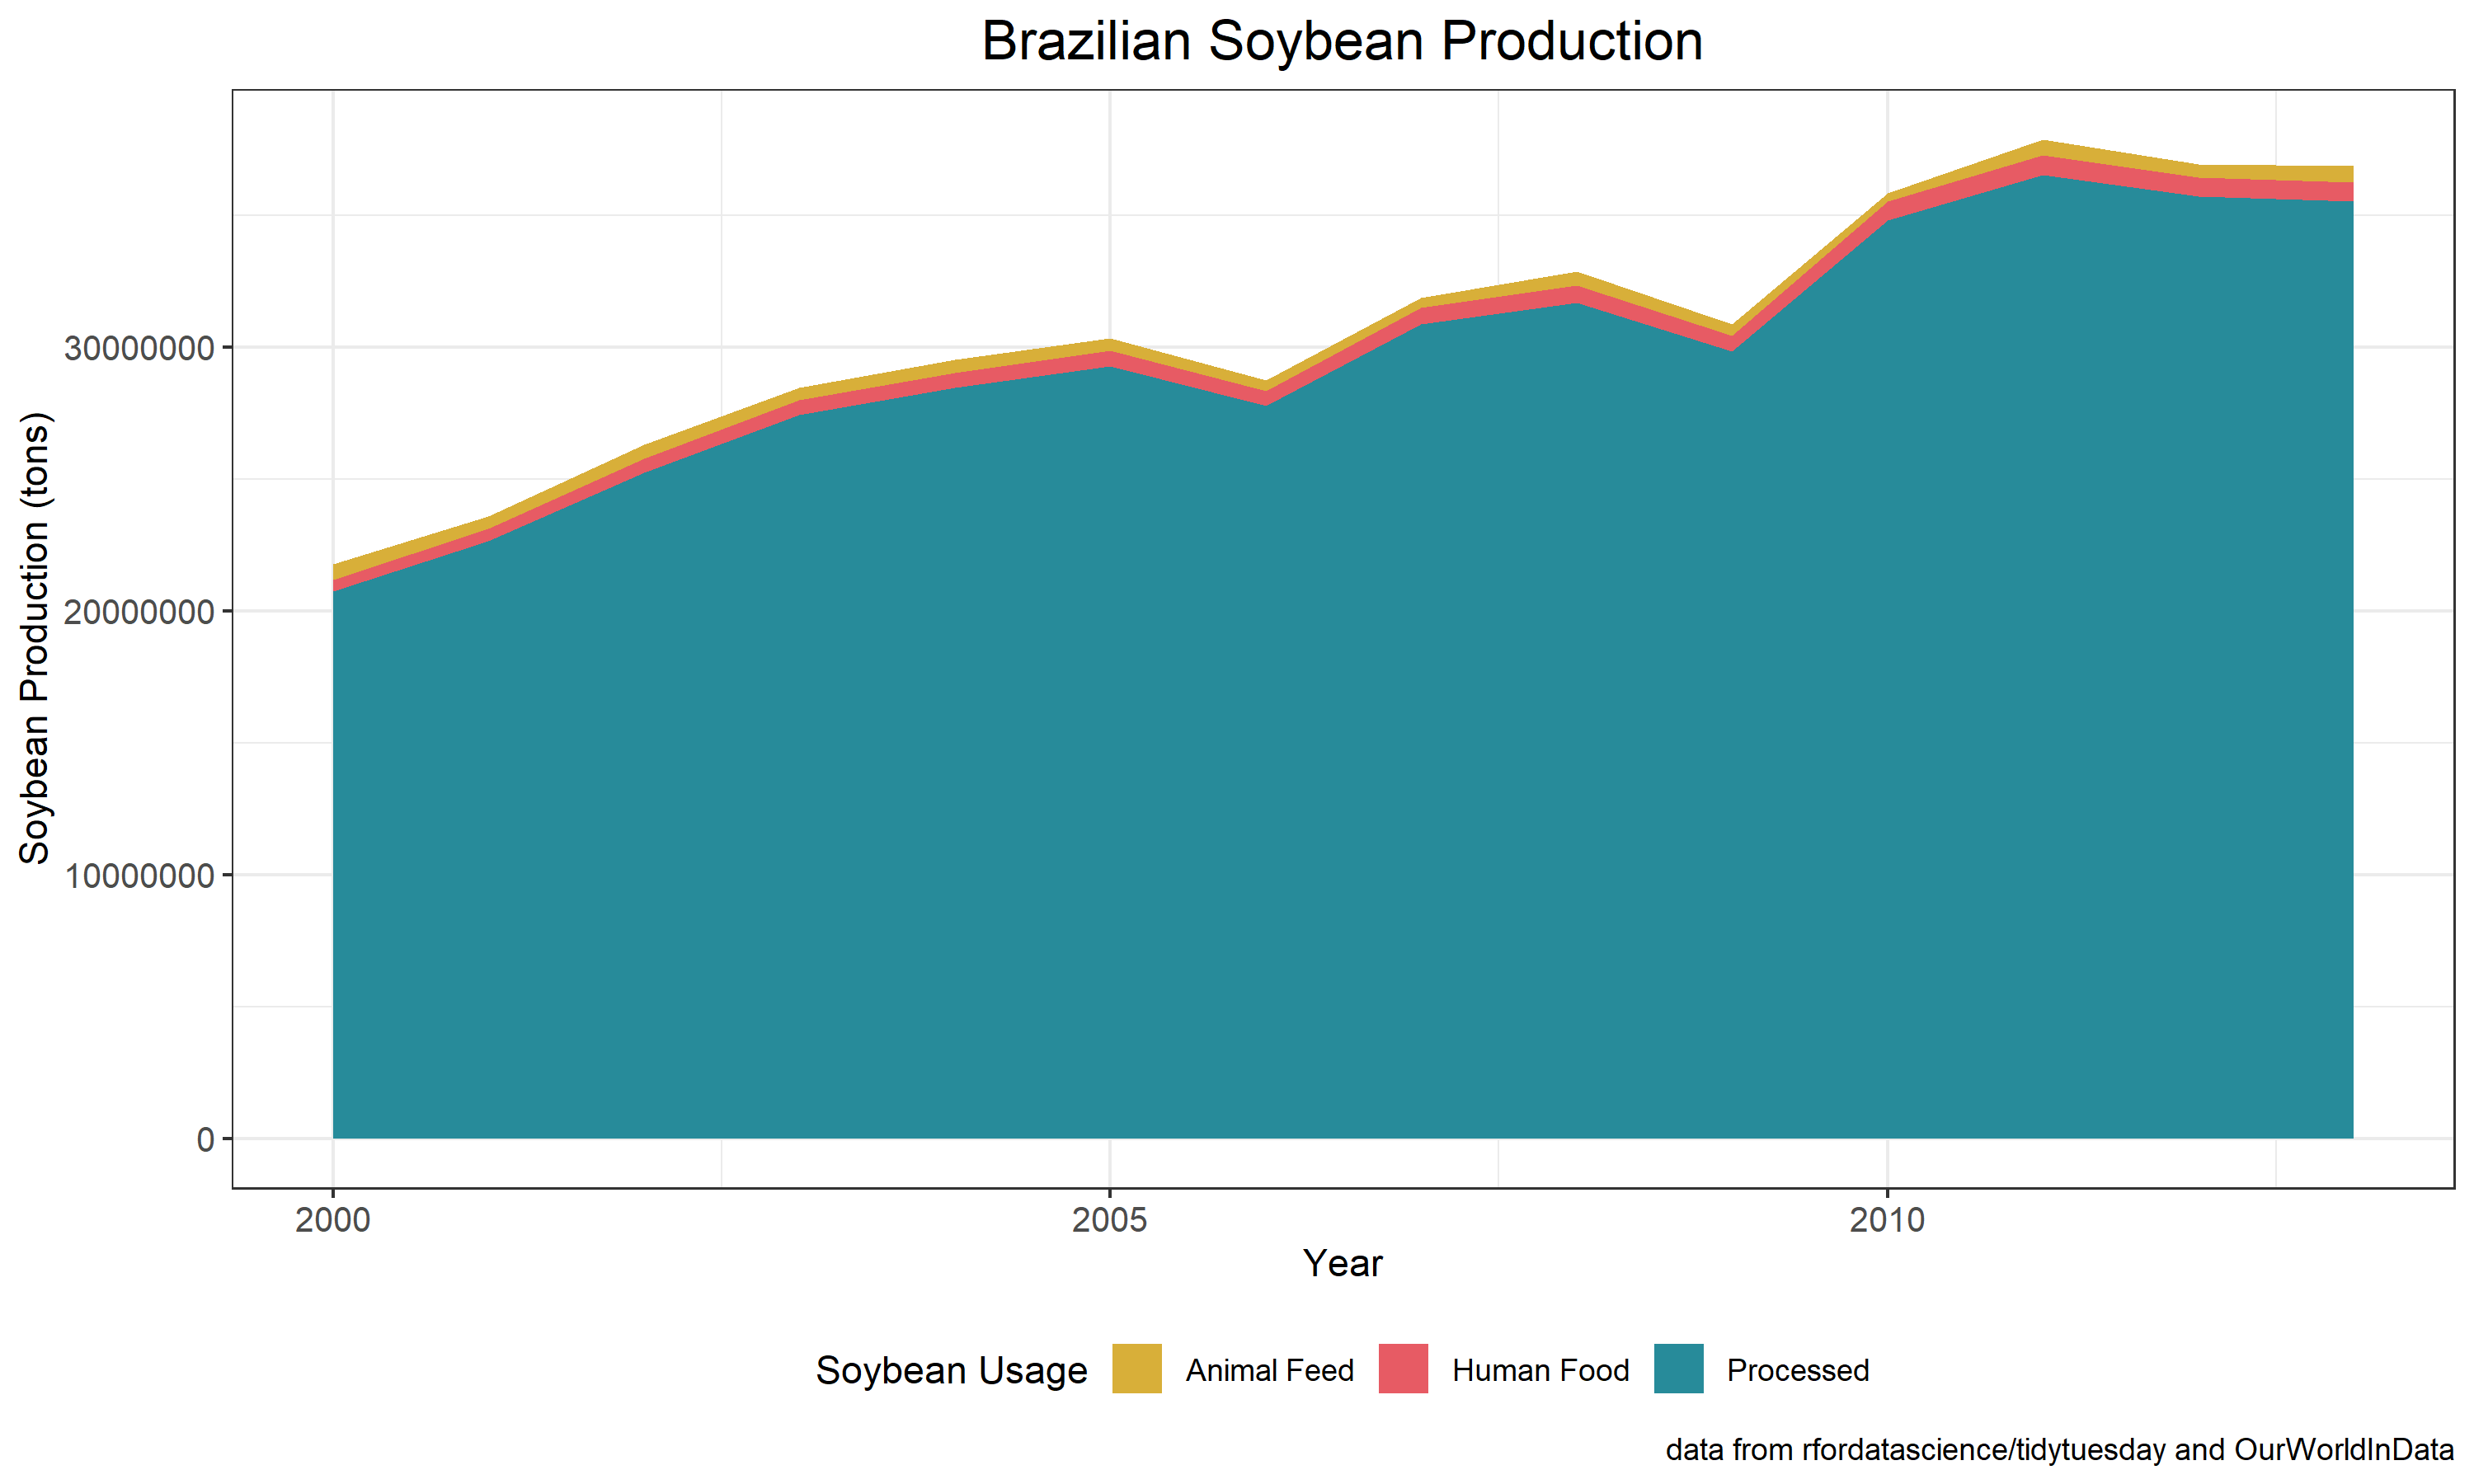 Brazilian Soybean Production
Soybean Production (tons)
30000000
20000000
10000000
0
2000 2005 2010
Year
Soybean Usage Animal Feed Human Food Processed
data from rfordatascience/tidytuesday and OurWorldInData